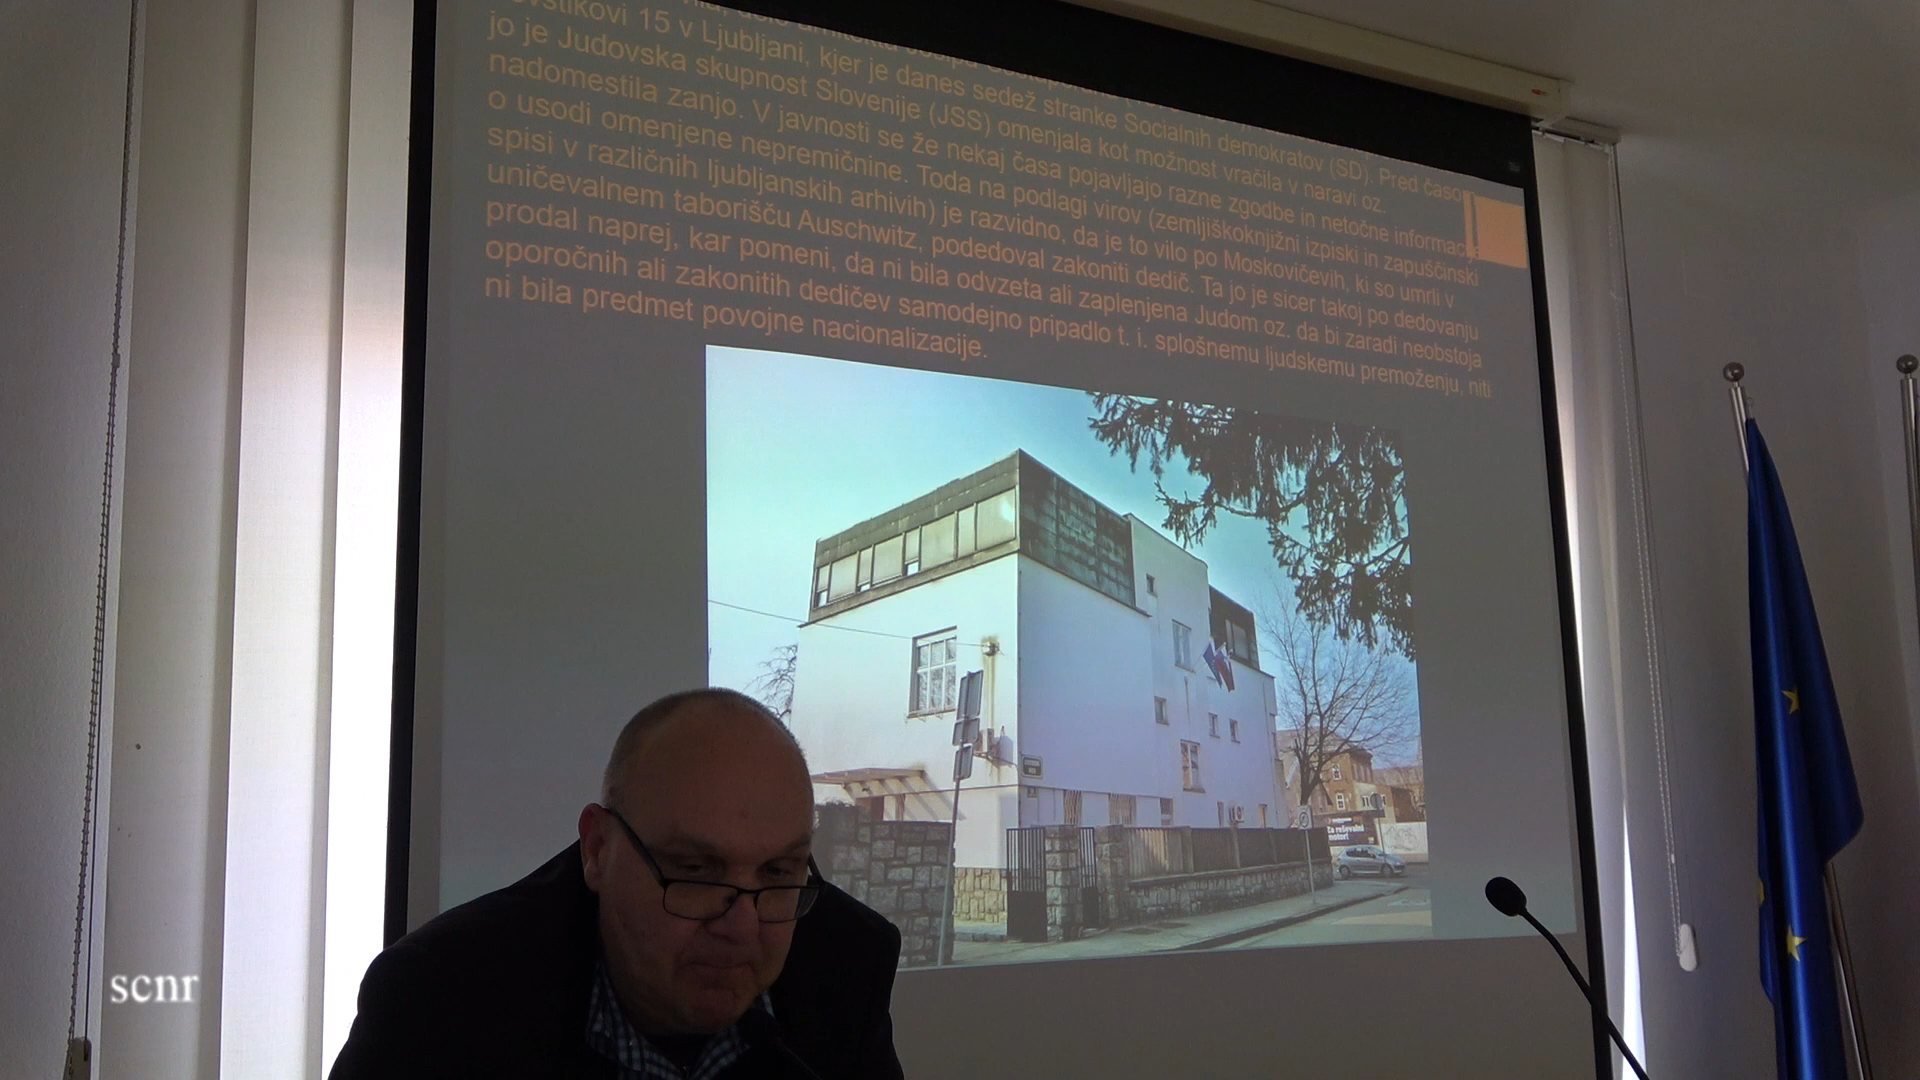 15 v Ljubljani, kjer je danes sedež stranke Socialnih demokratov (SD). Pred časom
jo je Judovska skupnost Slovenije (JSS) omenjala kot možnost vračila v naravi oz.
nadomestila zanjo. V javnosti se že nekaj časa pojavljajo razne zgodbe in netočne informacije
o usodi omenjene nepremičnine. Toda na podlagi virov (zemljiškoknjižni izpiski in zapuščinski
spisi v različnih ljubljanskih arhivih) je razvidno, da je to vilo po Moskovičevih, ki so umrli v
uničevalnem taborišču Auschwitz, podedoval zakoniti dedič. Ta jo je sicer takoj po dedovanju
prodal naprej, kar pomeni, da ni bila odvzeta ali zaplenjena Judom oz. da bi zaradi neobstoja
oporočnih ali zakonitih dedičev samodejno pripadlo t. i. splošnemu ljudskemu premoženju, niti
ni bila predmet povojne nacionalizacije.
scnr